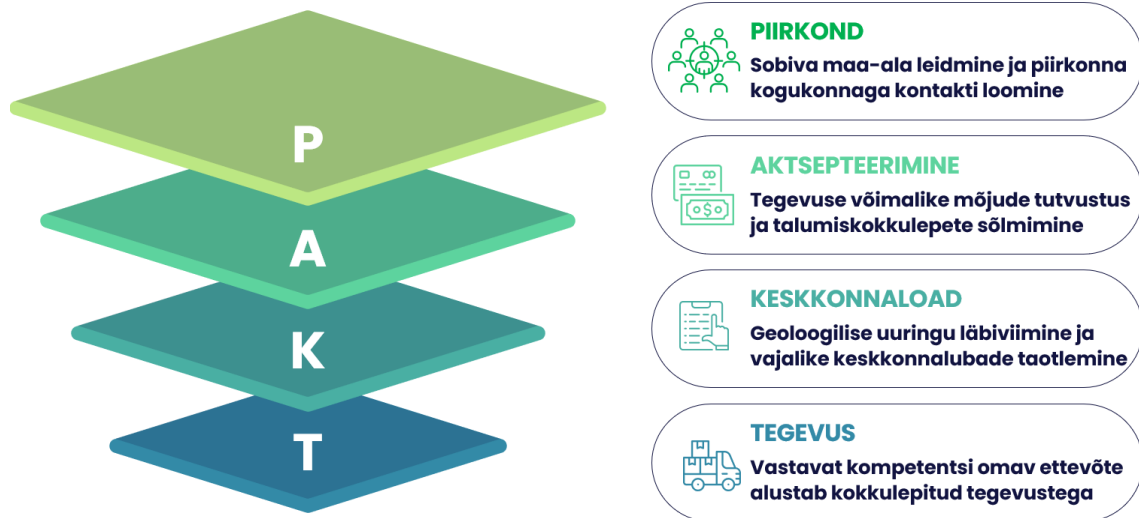 P
A
K
T
PIIRKOND
Sobiva maa-ala leidmine ja piirkonna
kogukonnaga kontakti loomine
AKTSEPTEERIMINE
Tegevuse võimalike mõjude tutvustus
ja talumiskokkulepete sõlmimine
KESKKONNALOAD
Geoloogilise uuringu läbiviimine ja
vajalike keskkonnalubade taotlemine
TEGEVUS
Vastavat kompetentsi omav ettevõte
alustab kokkulepitud tegevustega